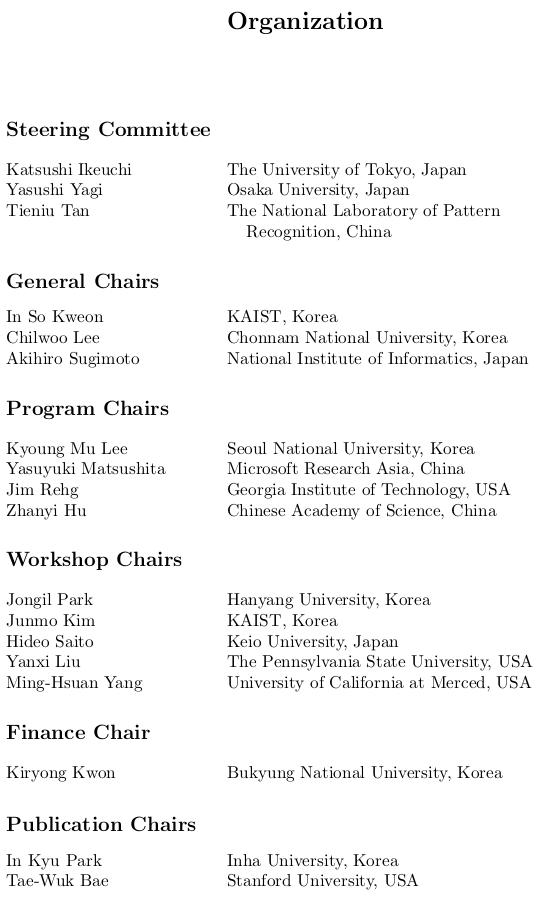 Organization
Steering Committee
Katsushi Ikeuchi The University of Tokyo, Japan
Yasushi Yagi Osaka University, Japan
Tieniu Tan The National Laboratory of Pattern
Recognition, China
General Chairs
In So Kweon KAIST, Korea
Chilwoo Lee Chonnam National University, Korea
Akihiro Sugimoto National Institute of Informatics, Japan
Program Chairs
Kyoung Mu Lee Seoul National University, Korea
Yasuyuki Matsushita Microsoft Research Asia, China
Jim Rehg Georgia Institute of Technology, USA
Zhanyi Hu Chinese Academy of Science, China
Workshop Chairs
Jongil Park Hanyang University, Korea
Junmo Kim KAIST, Korea
Hideo Saito Keio University, Japan
Yanxi Liu The Pennsylvania State University, USA
Ming-Hsuan Yang University of California at Merced, USA
Finance Chair
Kiryong Kwon Bukyung National University, Korea
Publication Chairs
In Kyu Park Inha University, Korea
Tae-Wuk Bae Stanford University, USA